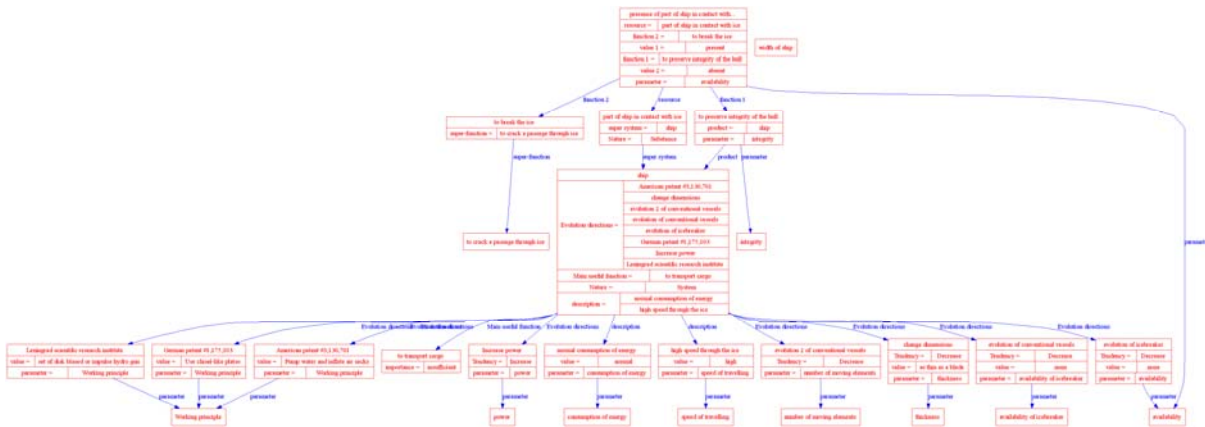 presence of part of ship in contact with...
resource = part of ship in contact with ice
function 2 = to break the ice
value 1 = present
function 1 = to preserve integrity of the hull
value 2 = absent
parameter = availability
width of ship
function 2
resource
function 1
to break the ice
super-function = to crack a passage through ice
part of ship in contact with ice
super system = ship
Nature = Substance
to preserve integrity of the hull
product = ship
parameter = integrity
super-function
super system
product
parameter
ship
Evolution directions =
American patent
change dimensions
evolution 2 of conventional vessels
evolution of conventional vessels
evolution of icebreaker
German patent
Increase power
Leningrad scientific research institute
Main useful function = to transport cargo
Nature = System
description =
normal consumption of energy
high speed through the ice
to crack a passage through ice
integrity
parameter
Evolution directions
Main useful function
Evolution directions
description
description
Evolution directions
Evolution directions
Evolution directions
Evolution directions
Leningrad scientific research institute
value = set of disk friezed or impulse hydro gun
parameter = Working principle
German patent
value = Use chisel-like plates
parameter = Working principle
American patent
value = Pump water and inflate air sacks
parameter = Working principle
to transport cargo
importance = insufficient
Increase power
Tendency = Increase
parameter = power
normal consumption of energy
value = normal
parameter = consumption of energy
high speed through the ice
value = high
parameter = speed of travelling
evolution 2 of conventional vessels
Tendency = Decrease
parameter = number of moving elements
change dimensions
Tendency = Decrease
value = as thin as a blade
parameter = thickness
evolution of conventional vessels
Tendency = Decrease
value = none
parameter = availability of icebreaker
evolution of icebreaker
Tendency = Decrease
value = none
parameter = availability
parameter
parameter
parameter
parameter
parameter
parameter
parameter
parameter
parameter
parameter
Working principle
power
consumption of energy
speed of travelling
number of moving elements
thickness
availability of icebreaker
availability